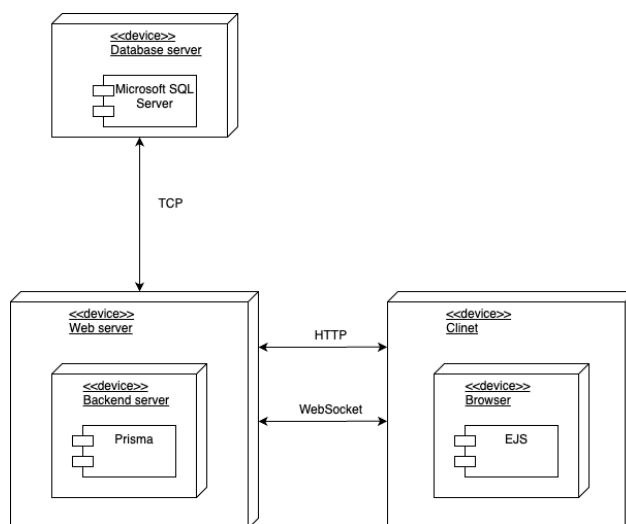 <<device>>
Database server
Microsoft SQL
Server
TCP
<<device>>
Web server
<<device>>
Backend server
Prisma
HTTP
WebSocket
<<device>>
Clinet
<<device>>
Browser
EJS